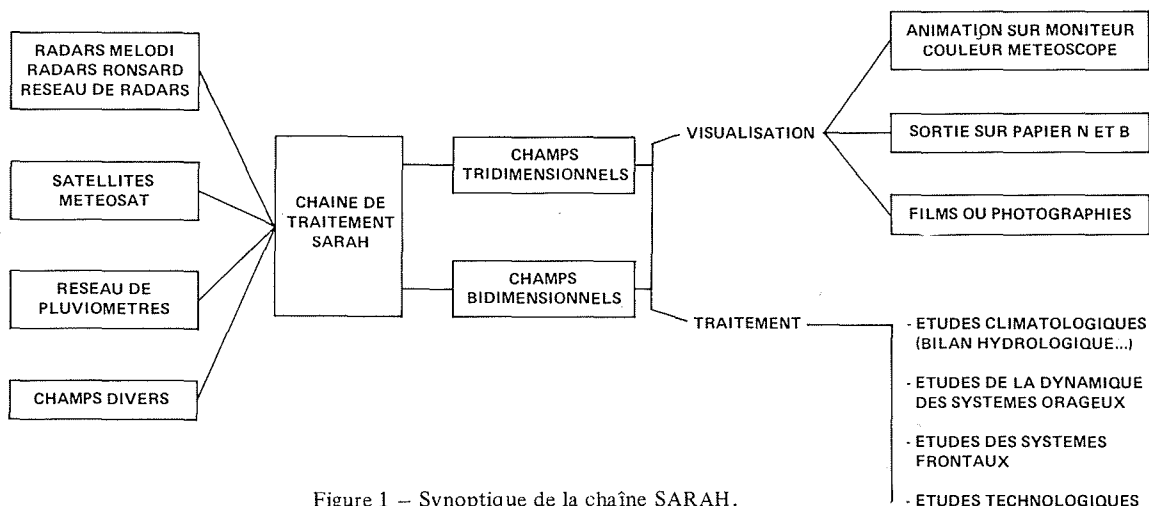 RADARS MELODI
RADARS RONSARD
RESEAU DE RADARS
SATELLITES
METEOSAT
RESEAU DE
PLUVIOMETRES
CHAMPS DIVERS
CHAINE DE
TRAITEMENT
SARAH
CHAMPS
TRIDIMENSIONNELS
CHAMPS
BIDIMENSIONNELS
VISUALISATION
TRAITEMENT
ANIMATION SUR MONITEUR
COULEUR METEOSCOPE
SORTIE SUR PAPIER N ET B
FILMS OU PHOTOGRAPHIES
- ETUDES CLIMATOLOGIQUES
(BILAN HYDROLOGIQUE...)
- ETUDES DE LA DYNAMIQUE
DES SYSTEMES ORAGEUX
- ETUDES DES SYSTEMES
FRONTAUX
- ETUDES TECHNOLOGIQUES
Figure 1 – Synoptique de la chaîne SARAH.